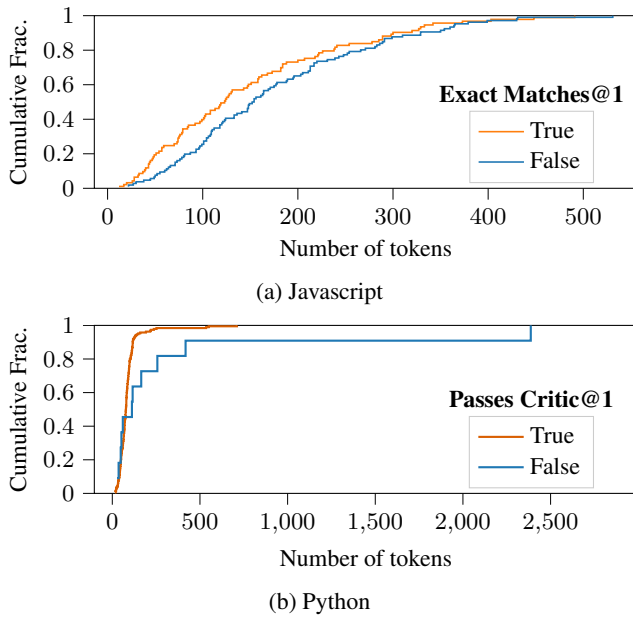 1
0.8
0.6
0.4
0.2
0
Cumulative Frac.
Exact Matches@1
True
False
0 100 200 300 400 500
Number of tokens
(a) Javascript
1
0.8
0.6
0.4
0.2
0
Cumulative Frac.
Passes Critic@1
True
False
0 500 1,000 1,500 2,000 2,500
Number of tokens
(b) Python